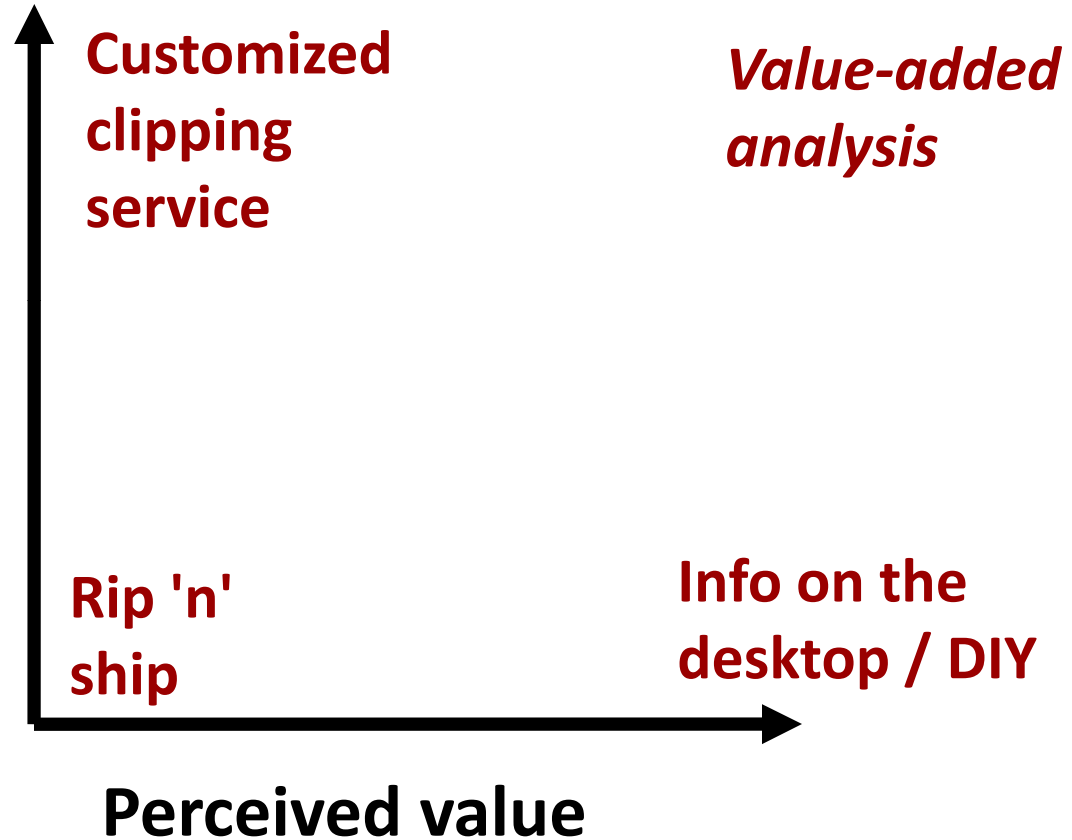 Customized
clipping
service
Value-added
analysis
Rip 'n'
ship
Info on the
desktop / DIY
Perceived value